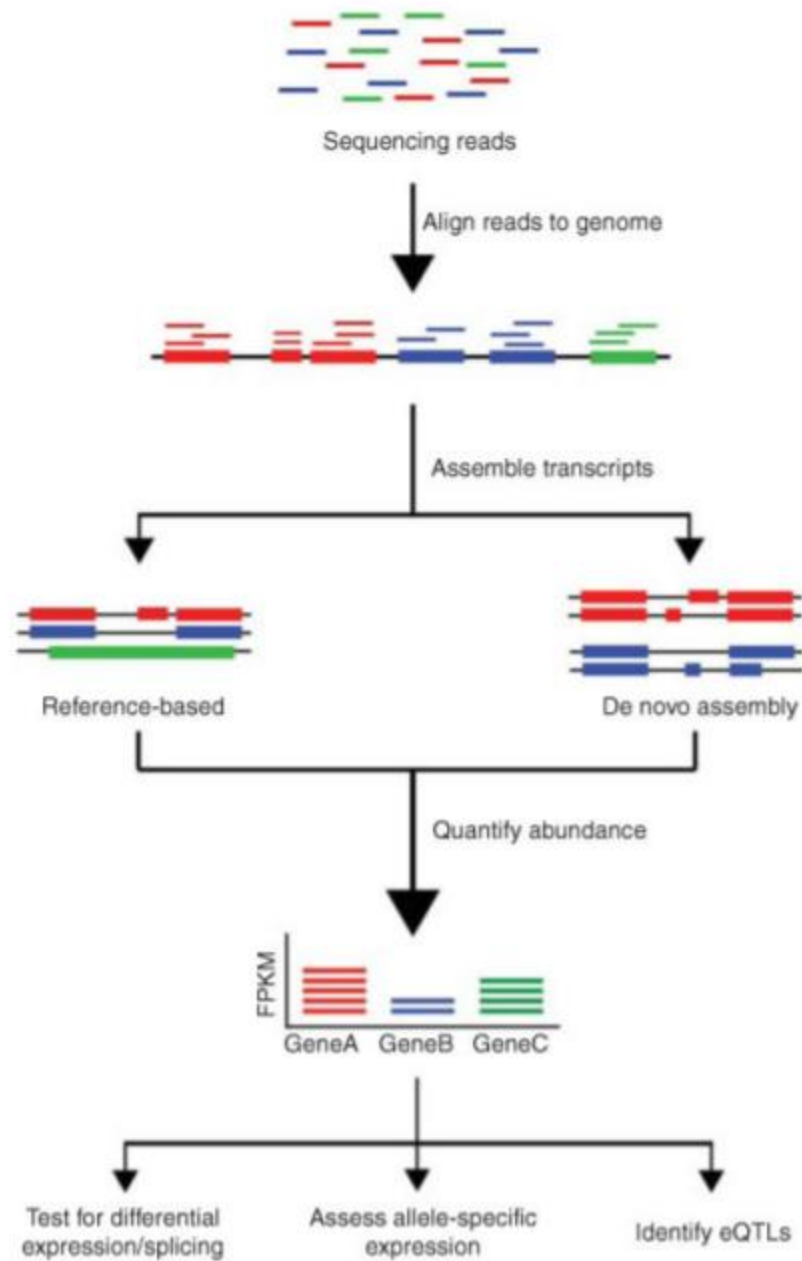 Sequencing reads
Align reads to genome
Assemble transcripts
Reference-based
De novo assembly
Quantify abundance
FPKM
GeneA GeneB GeneC
Test for differential
expression/splicing
Assess allele-specific
expression
Identify eQTLs